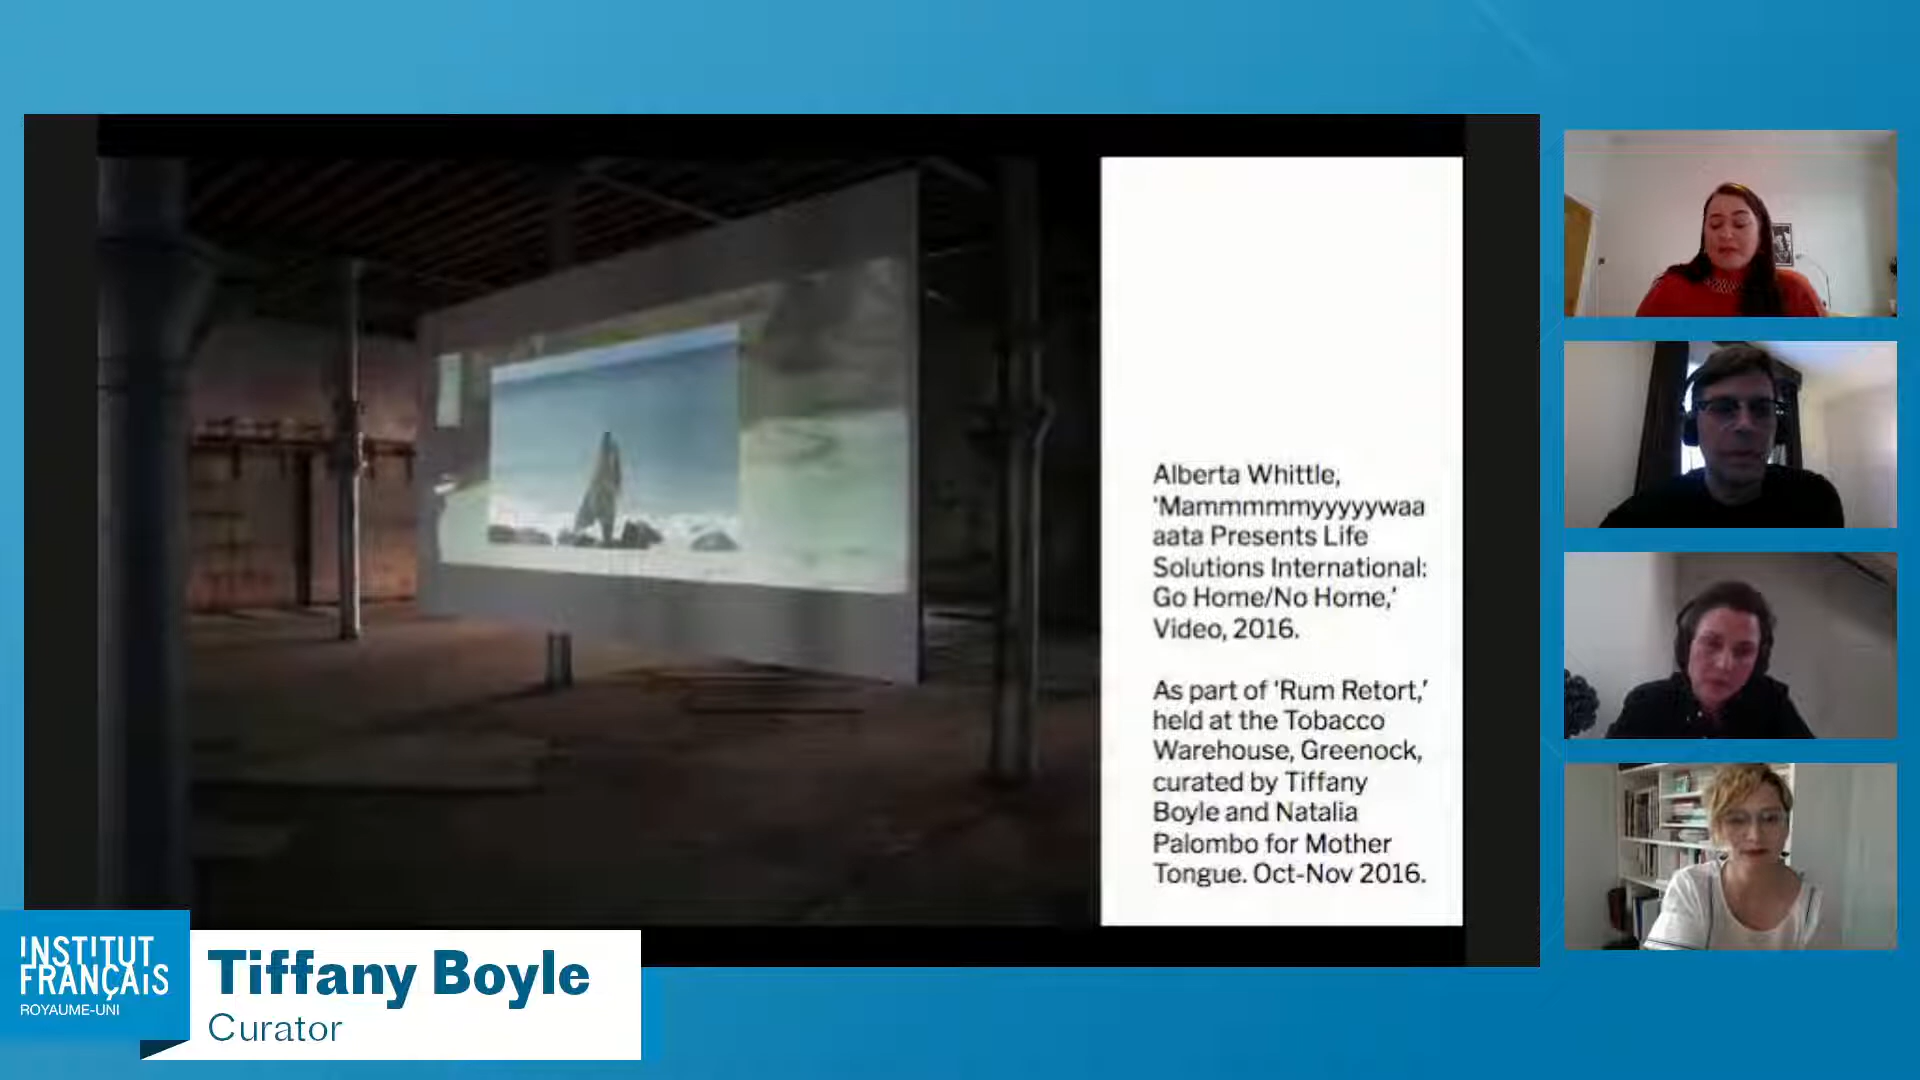 Alberta Whittle,
‘Mammmmmyyyyywaa
aata Presents Life
Solutions International:
Go Home/No Home,’
Video, 2016.
As part of ‘Rum Retort,’
held at the Tobacco
Warehouse, Greenock,
curated by Tiffany
Boyle and Natalia
Palombo for Mother
Tongue. Oct-Nov 2016.
INSTITUT
FRANÇAIS
ROYAUME-UNI
Tiffany Boyle
Curator